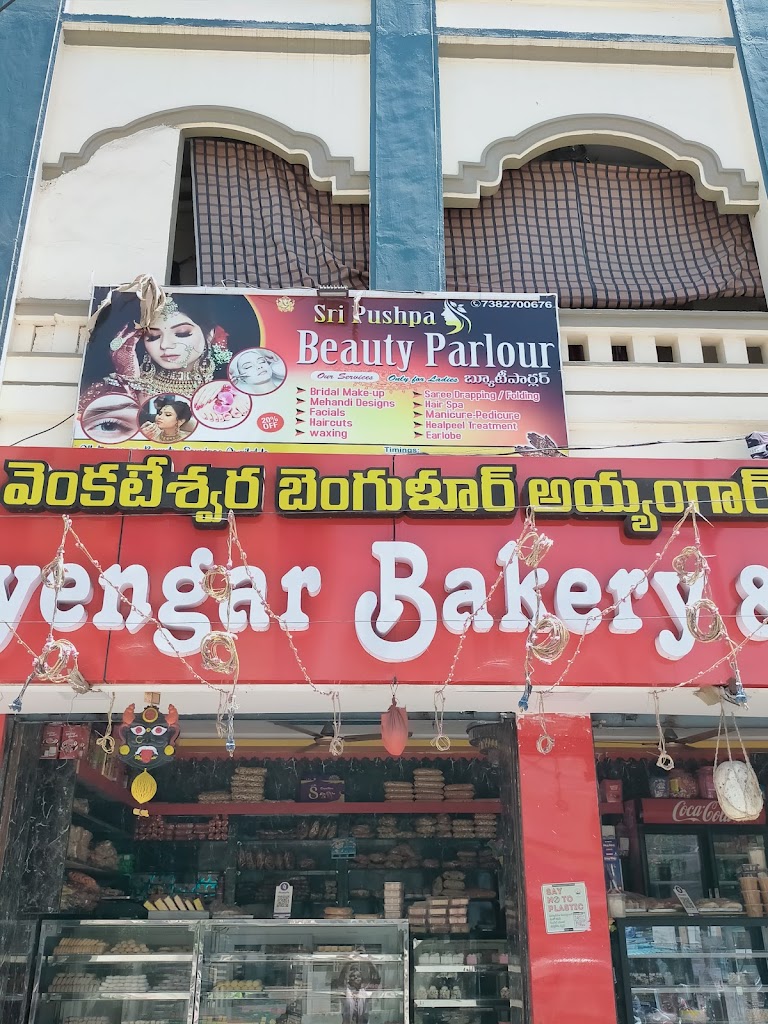 Sri Pushpa
✆7382700676
Beauty Parlour
Our Services
Only for Ladies
బ్యూటీపార్లర్
Bridal Make-up
Mehandi Designs
Facials
Haircuts
waxing
Saree Drapping / Folding
Hair Spa
Manicure-Pedicure
Healpeel Treatment
Earlobe
20%
OFF
Timings:
వెంకటేశ్వర బెంగుళూర్ అయ్యంగార్
yengar Bakery &
Coca-Cola
SAY
NO TO
PLASTIC